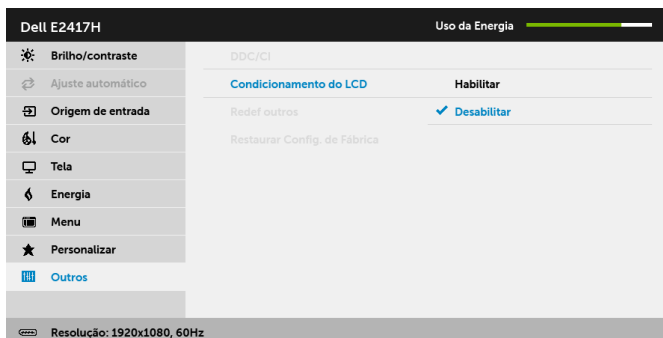 Dell E2417H Uso da Energia
Brilho/contraste DDC/CI
Ajuste automático Condicionamento do LCD Habilitar
Origem de entrada Redef outros Desabilitar
Cor Restaurar Config. de Fábrica
Tela
Energia
Menu
Personalizar
Outros
Resolução: 1920x1080, 60Hz